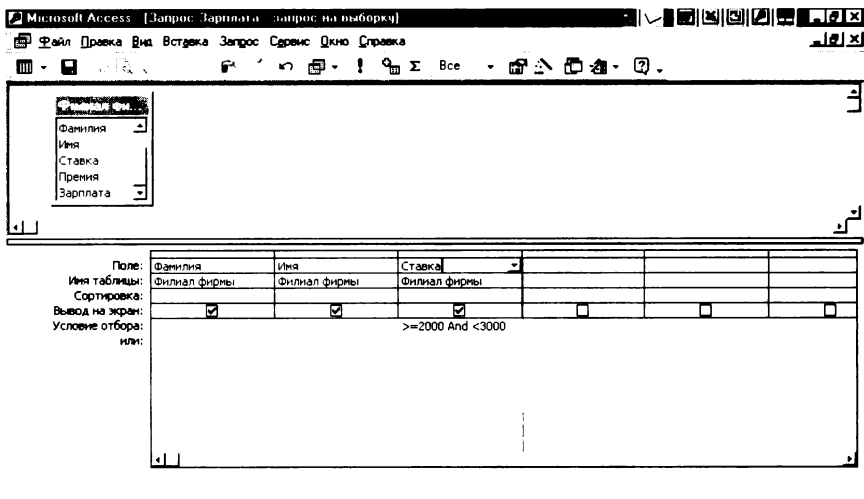 Microsoft Access - [Запрос Зарплата : запрос на выборку]
Файл Правка Вид Вставка Запрос Сервис Окно Справка
Все
Фамилия
Имя
Ставка
Премия
Зарплата
Поле: Фамилия Имя Ставка
Имя таблицы: Филиал фирмы Филиал фирмы Филиал фирмы
Сортировка:
Вывод на экран:
Условие отбора: >=2000 And <3000
или: